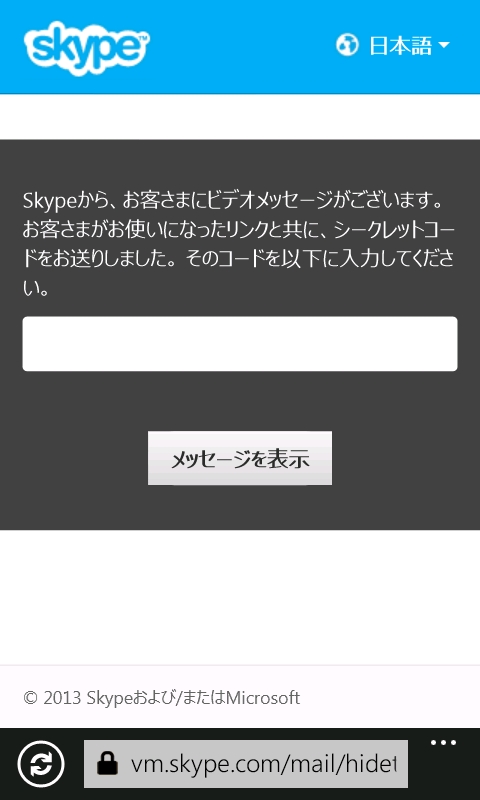 skype™
日本語
Skypeから、お客さまにビデオメッセージがございます。
お客さまがお使いになったリンクと共に、シークレットコー
ドをお送りしました。そのコードを以下に入力してくださ
い。
メッセージを表示
© 2013 Skypeおよび/またはMicrosoft
vm.skype.com/mail/hidet